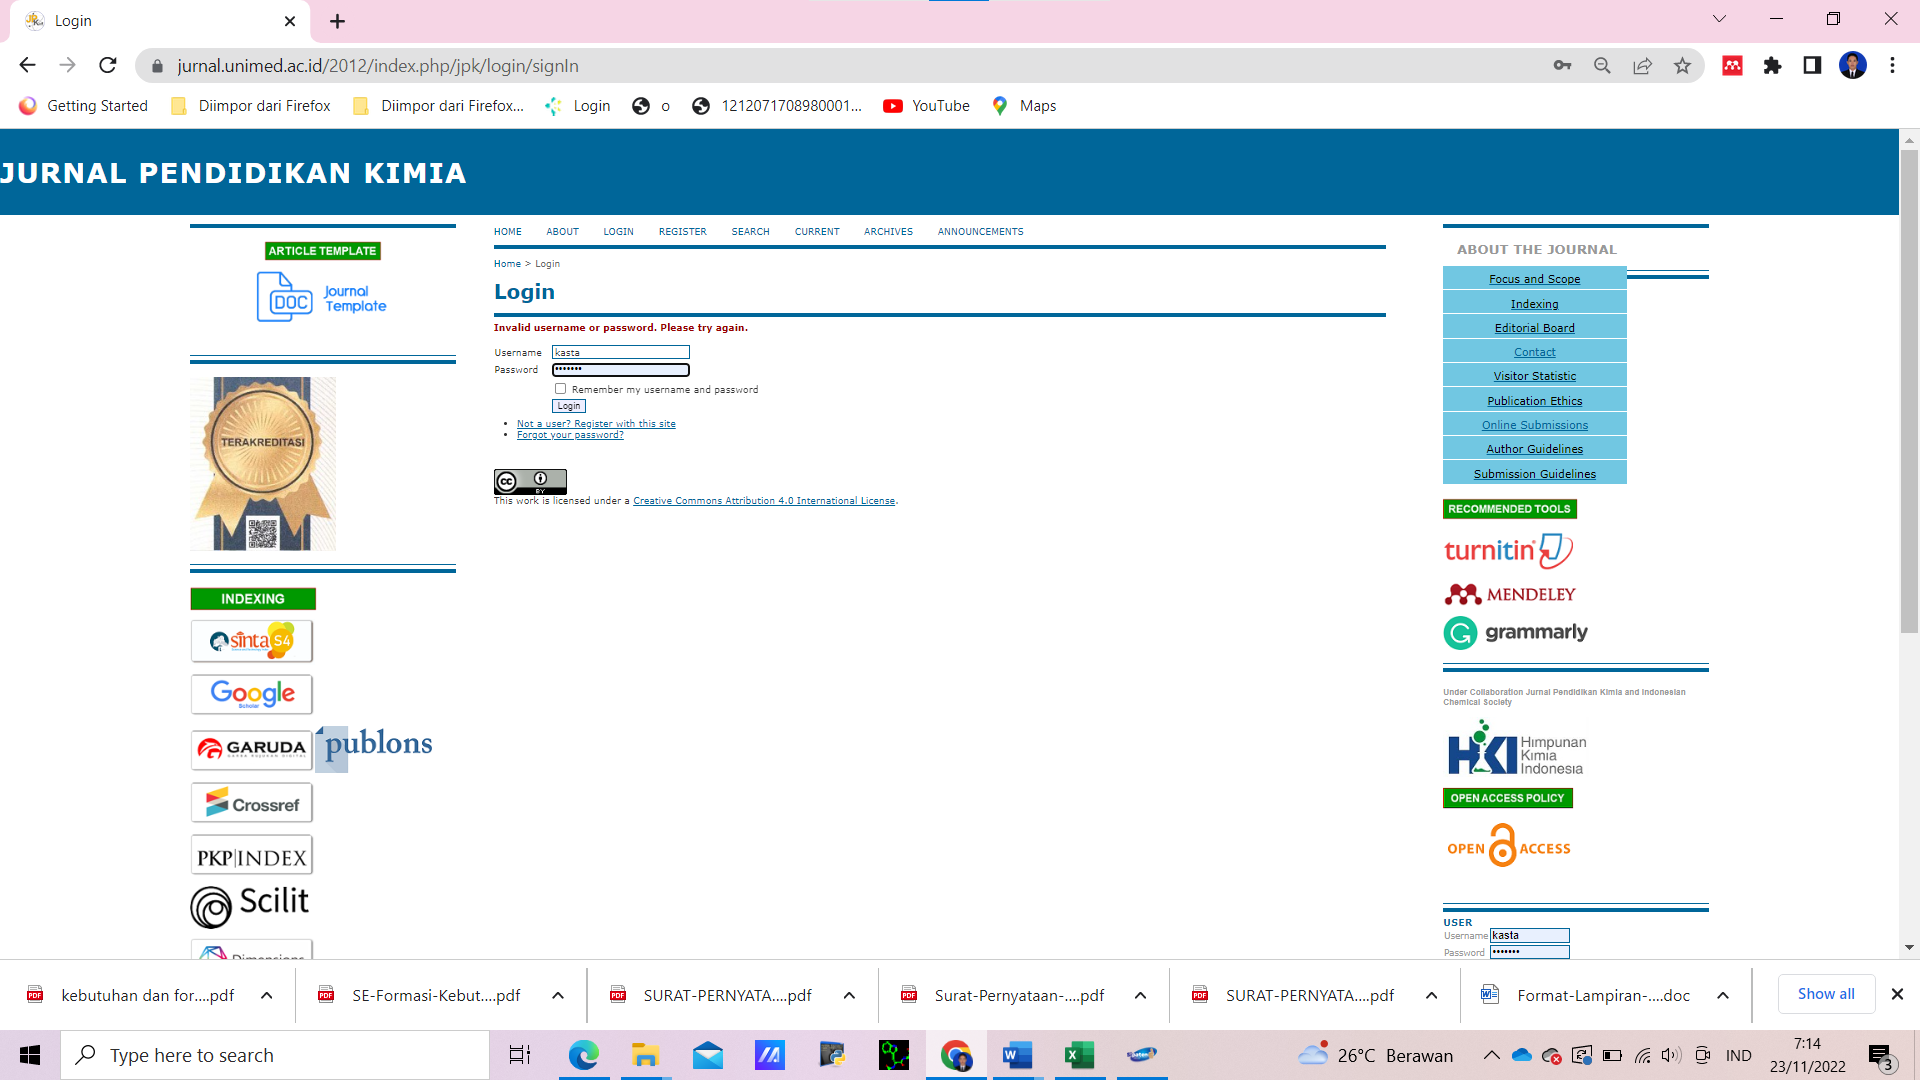 Login
jurnal.unimed.ac.id/2012/index.php/jpk/login/signIn
Getting Started
Diimpor dari Firefox
Diimpor dari Firefox...
Login
o
1212071708980001...
YouTube
Maps
JURNAL PENDIDIKAN KIMIA
ARTICLE TEMPLATE
DOC
Journal
Template
TERAKREDITASI
INDEXING
sinta S4
Google
Scholar
GARUDA
publons
Crossref
PKP|INDEX
Scilit
Dimensions
HOME
ABOUT
LOGIN
REGISTER
SEARCH
CURRENT
ARCHIVES
ANNOUNCEMENTS
Home > Login
Login
Invalid username or password. Please try again.
Username kasta
Password •••••••
Remember my username and password
Login
• Not a user? Register with this site
• Forgot your password?
cc BY
This work is licensed under a Creative Commons Attribution 4.0 International License.
ABOUT THE JOURNAL
Focus and Scope
Indexing
Editorial Board
Contact
Visitor Statistic
Publication Ethics
Online Submissions
Author Guidelines
Submission Guidelines
RECOMMENDED TOOLS
turnitin
MENDELEY
G grammarly
Under Collaboration Jurnal Pendidikan Kimia and Indonesian
Chemical Society
HKI Himpunan
Kimia
Indonesia
OPEN ACCESS POLICY
OPEN ACCESS
USER
Username kasta
Password •••••••
kebutuhan dan for....pdf
SE-Formasi-Kebut....pdf
SURAT-PERNYATA....pdf
Surat-Pernyataan-....pdf
SURAT-PERNYATA....pdf
Format-Lampiran-....doc
Show all
Type here to search
26°C Berawan
IND
7:14
23/11/2022
3